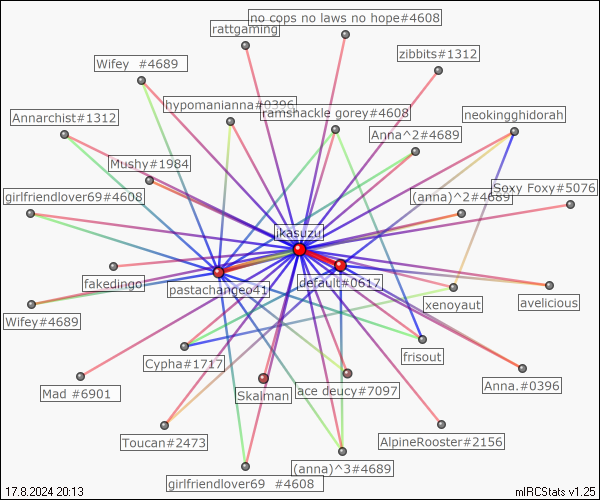 no cops no laws no hope#4608
rattgaming
zibbits#1312
Wifey  #4689
hypomanianna#0396
ramshackle gorey#4608
neokingghidorah
Annarchist#1312
Anna^2#4689
Mushy#1984
girlfriendlover69#4608
(anna)^2#4689
Soxy Foxy#5076
ikasuzu
fakedingo
pastachangeo41
default#0617
xenoyaut
avelicious
Wifey#4689
Cypha#1717
frisout
Mad #6901
Skalman
ace deucy#7097
Anna.#0396
Toucan#2473
AlpineRooster#2156
(anna)^3#4689
girlfriendlover69  #4608
17.8.2024 20:13
mIRCStats v1.25